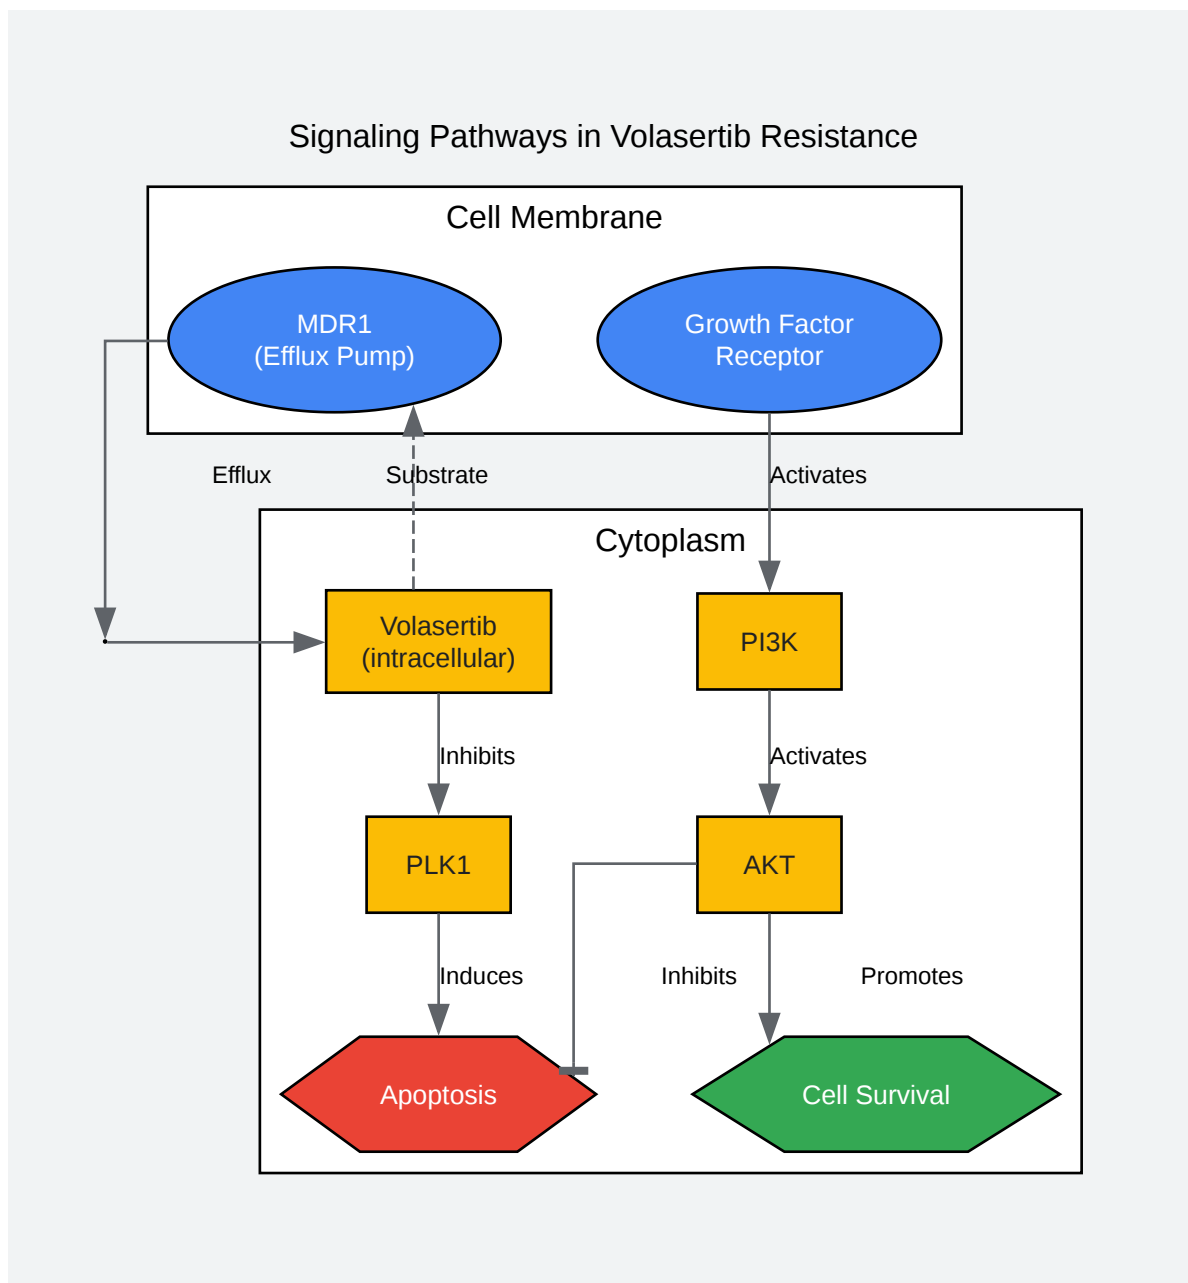 Signaling Pathways in Volasertib Resistance
Cell Membrane
MDR1
(Efflux Pump)
Growth Factor
Receptor
Efflux
Substrate
Activates
Cytoplasm
Volasertib
(intracellular)
PI3K
Inhibits
Activates
PLK1
AKT
Induces
Inhibits
Promotes
Apoptosis
Cell Survival